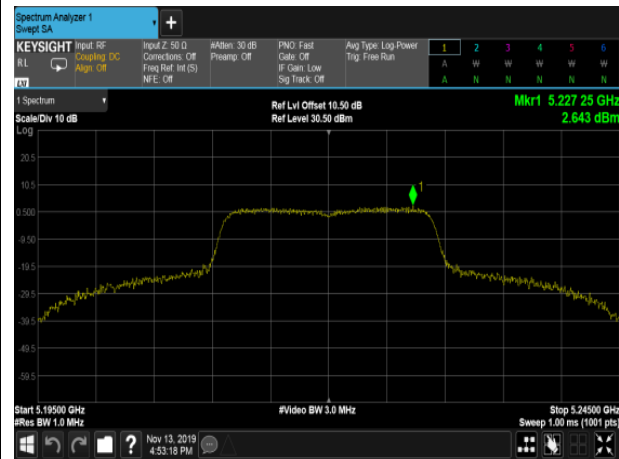 Spectrum Analyzer 1
Swept SA
+
KEYSIGHT
RL
LXI
Input: RF
Coupling: DC
Align: Off
Input Z: 50 Ω
Corrections: Off
Freq Ref: Int (S)
NFE: Off
#Atten: 30 dB
Preamp: Off
PNO: Fast
Gate: Off
IF Gain: Low
Sig Track: Off
Avg Type: Log-Power
Trig: Free Run
1 2 3 4 5 6
A W W W W W
A N N N N N
1 Spectrum
Scale/Div 10 dB
Log
Ref Lvl Offset 10.50 dB
Ref Level 30.50 dBm
Mkr1 5.227 25 GHz
2.643 dBm
20.5
10.5
0.500
-9.50
-19.5
-29.5
-39.5
-49.5
-59.5
1
Start 5.19500 GHz
#Res BW 1.0 MHz
#Video BW 3.0 MHz
Stop 5.24500 GHz
Sweep 1.00 ms (1001 pts)
?
Nov 13, 2019
4:53:18 PM